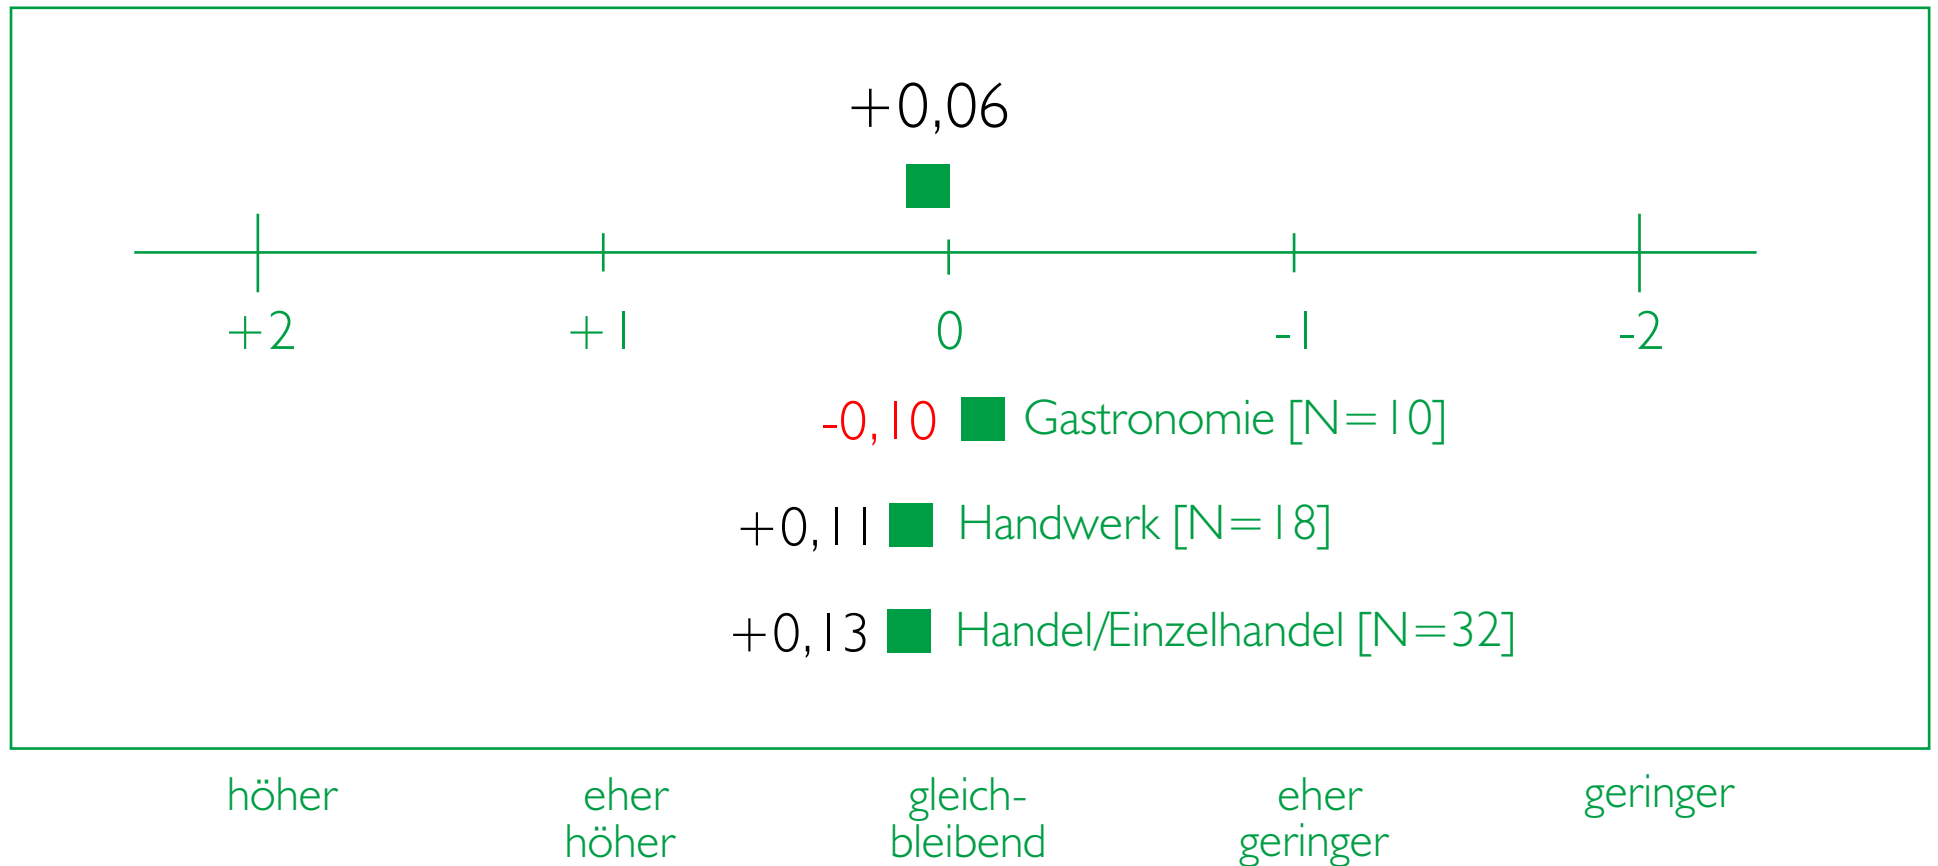 +0,06
+2 +1 0 -1 -2
-0,10 Gastronomie [N=10]
+0,11 Handwerk [N=18]
+0,13 Handel/Einzelhandel [N=32]
höher
eher
höher
gleich-
bleibend
eher
geringer
geringer